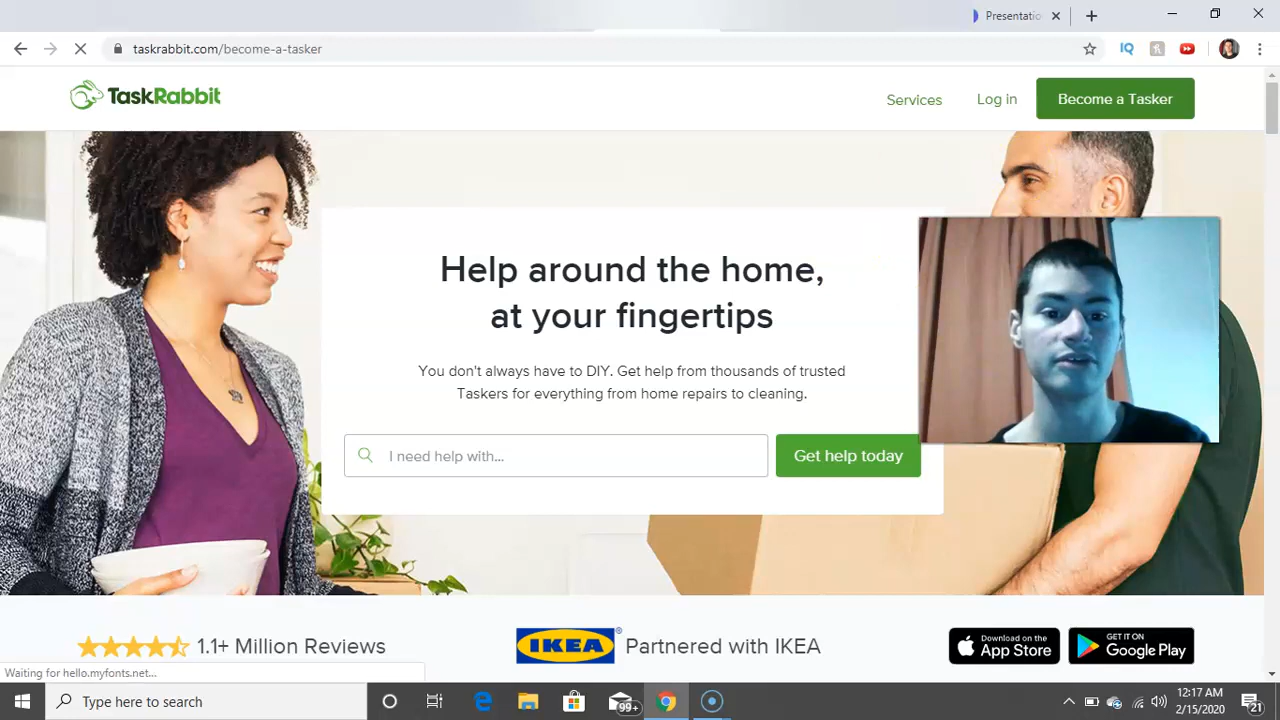 Presentatio
taskrabbit.com/become-a-tasker
IQ
TaskRabbit
Services
Log in
Become a Tasker
Help around the home,
at your fingertips
You don't always have to DIY. Get help from thousands of trusted
Taskers for everything from home repairs to cleaning.
I need help with...
Get help today
1.1+ Million Reviews
IKEA
®
Partnered with IKEA
Download on the
App Store
GET IT ON
Google Play
Waiting for hello.myfonts.net...
Type here to search
99+
12:17 AM
2/15/2020
21